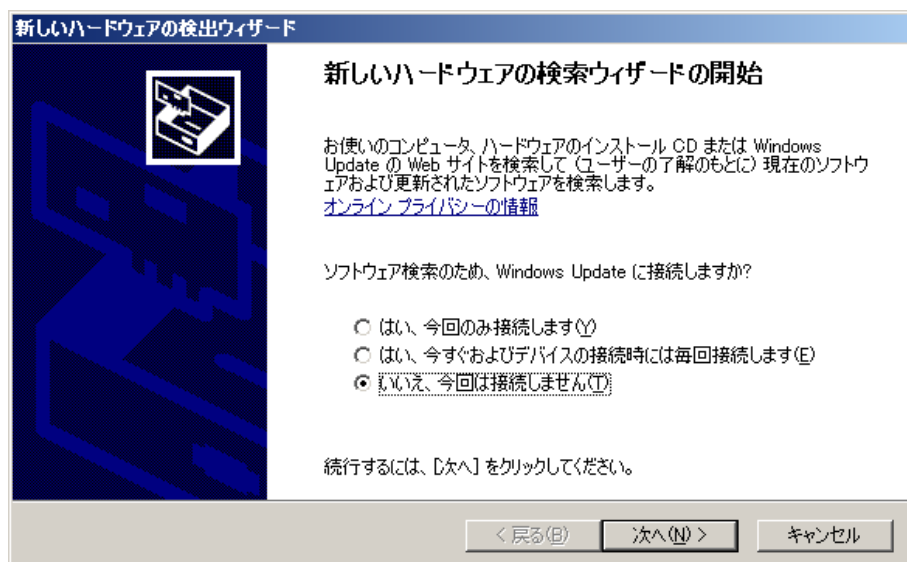 新しいハードウェアの検出ウィザード
新しいハードウェアの検索ウィザードの開始
お使いのコンピュータ、ハードウェアのインストール CD または Windows
Update の Web サイトを検索して (ユーザーの了解のもとに) 現在のソフトウ
ェアおよび更新されたソフトウェアを検索します。
オンライン プライバシーの情報
ソフトウェア検索のため、Windows Update に接続しますか?
はい、今回のみ接続します(Y)
はい、今すぐおよびデバイスの接続時には毎回接続します(E)
いいえ、今回は接続しません(T)
続行するには、[次へ] をクリックしてください。
< 戻る(B)
次へ(N) >
キャンセル